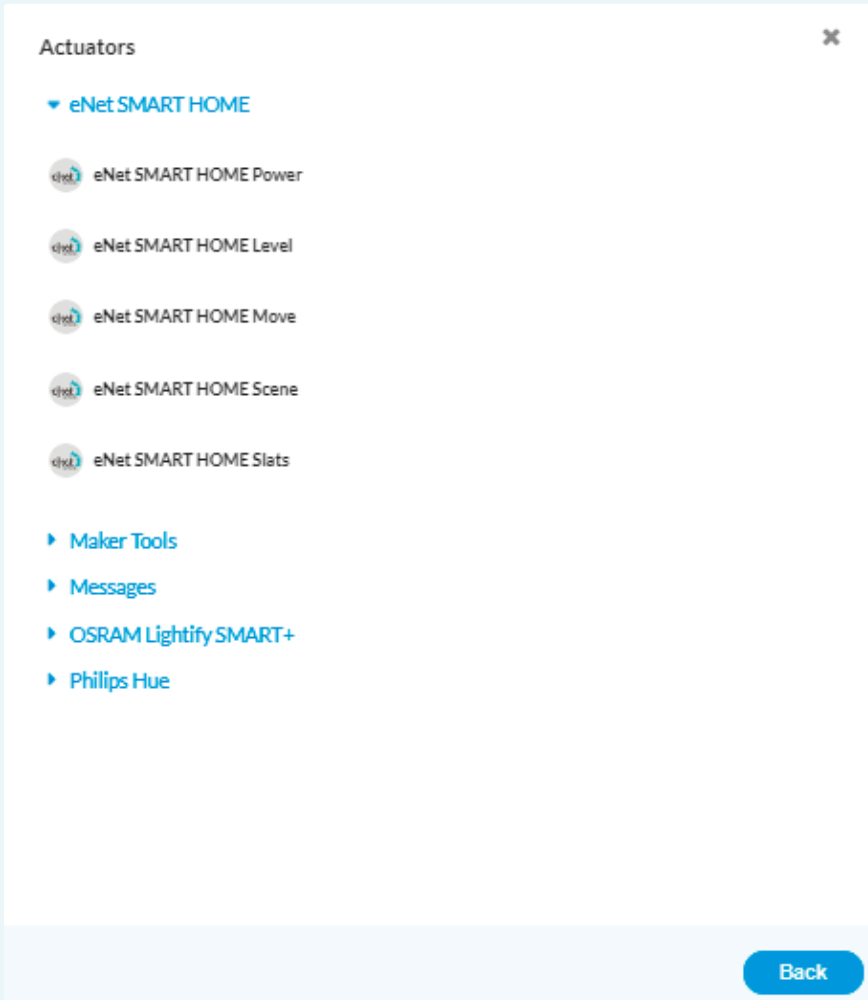 Actuators
eNet SMART HOME
eNet SMART HOME Power
eNet SMART HOME Level
eNet SMART HOME Move
eNet SMART HOME Scene
eNet SMART HOME Slats
Maker Tools
Messages
OSRAM Lightify SMART+
Philips Hue
Back